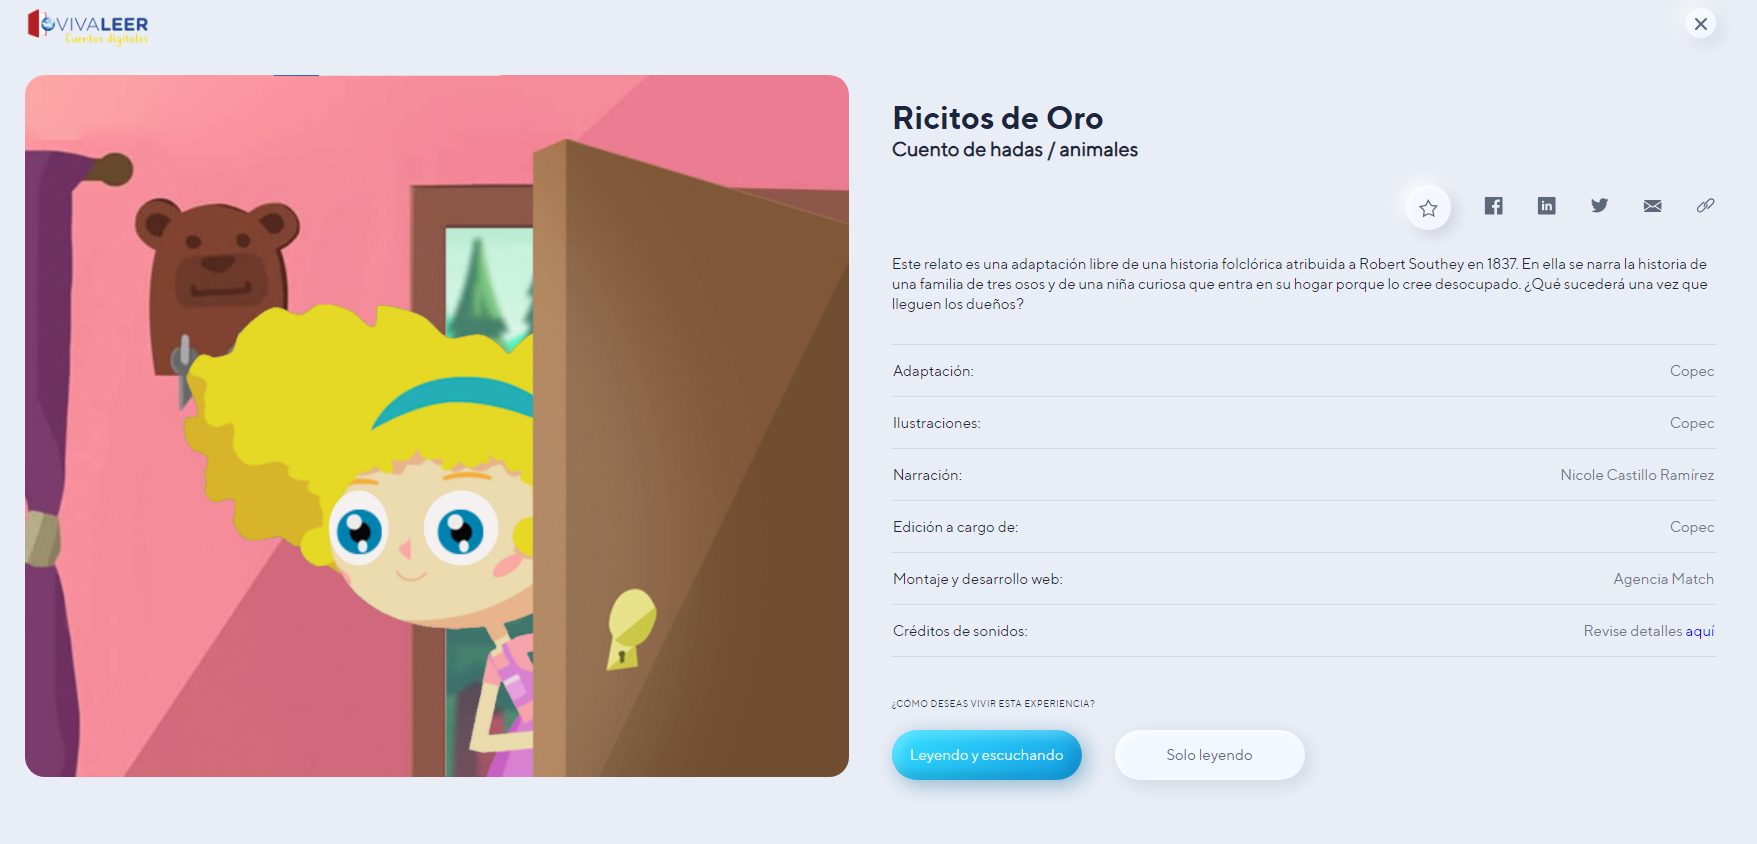 VIVALEER
Cuentos digitales
Ricitos de Oro
Cuento de hadas / animales
Este relato es una adaptación libre de una historia folclórica atribuida a Robert Southey en 1837. En ella se narra la historia de
una familia de tres osos y de una niña curiosa que entra en su hogar porque lo cree desocupado. ¿Qué sucederá una vez que
lleguen los dueños?
Adaptación: Copec
Ilustraciones: Copec
Narración: Nicole Castillo Ramírez
Edición a cargo de: Copec
Montaje y desarrollo web: Agencia Match
Créditos de sonidos: Revise detalles aquí
¿CÓMO DESEAS VIVIR ESTA EXPERIENCIA?
Leyendo y escuchando Solo leyendo